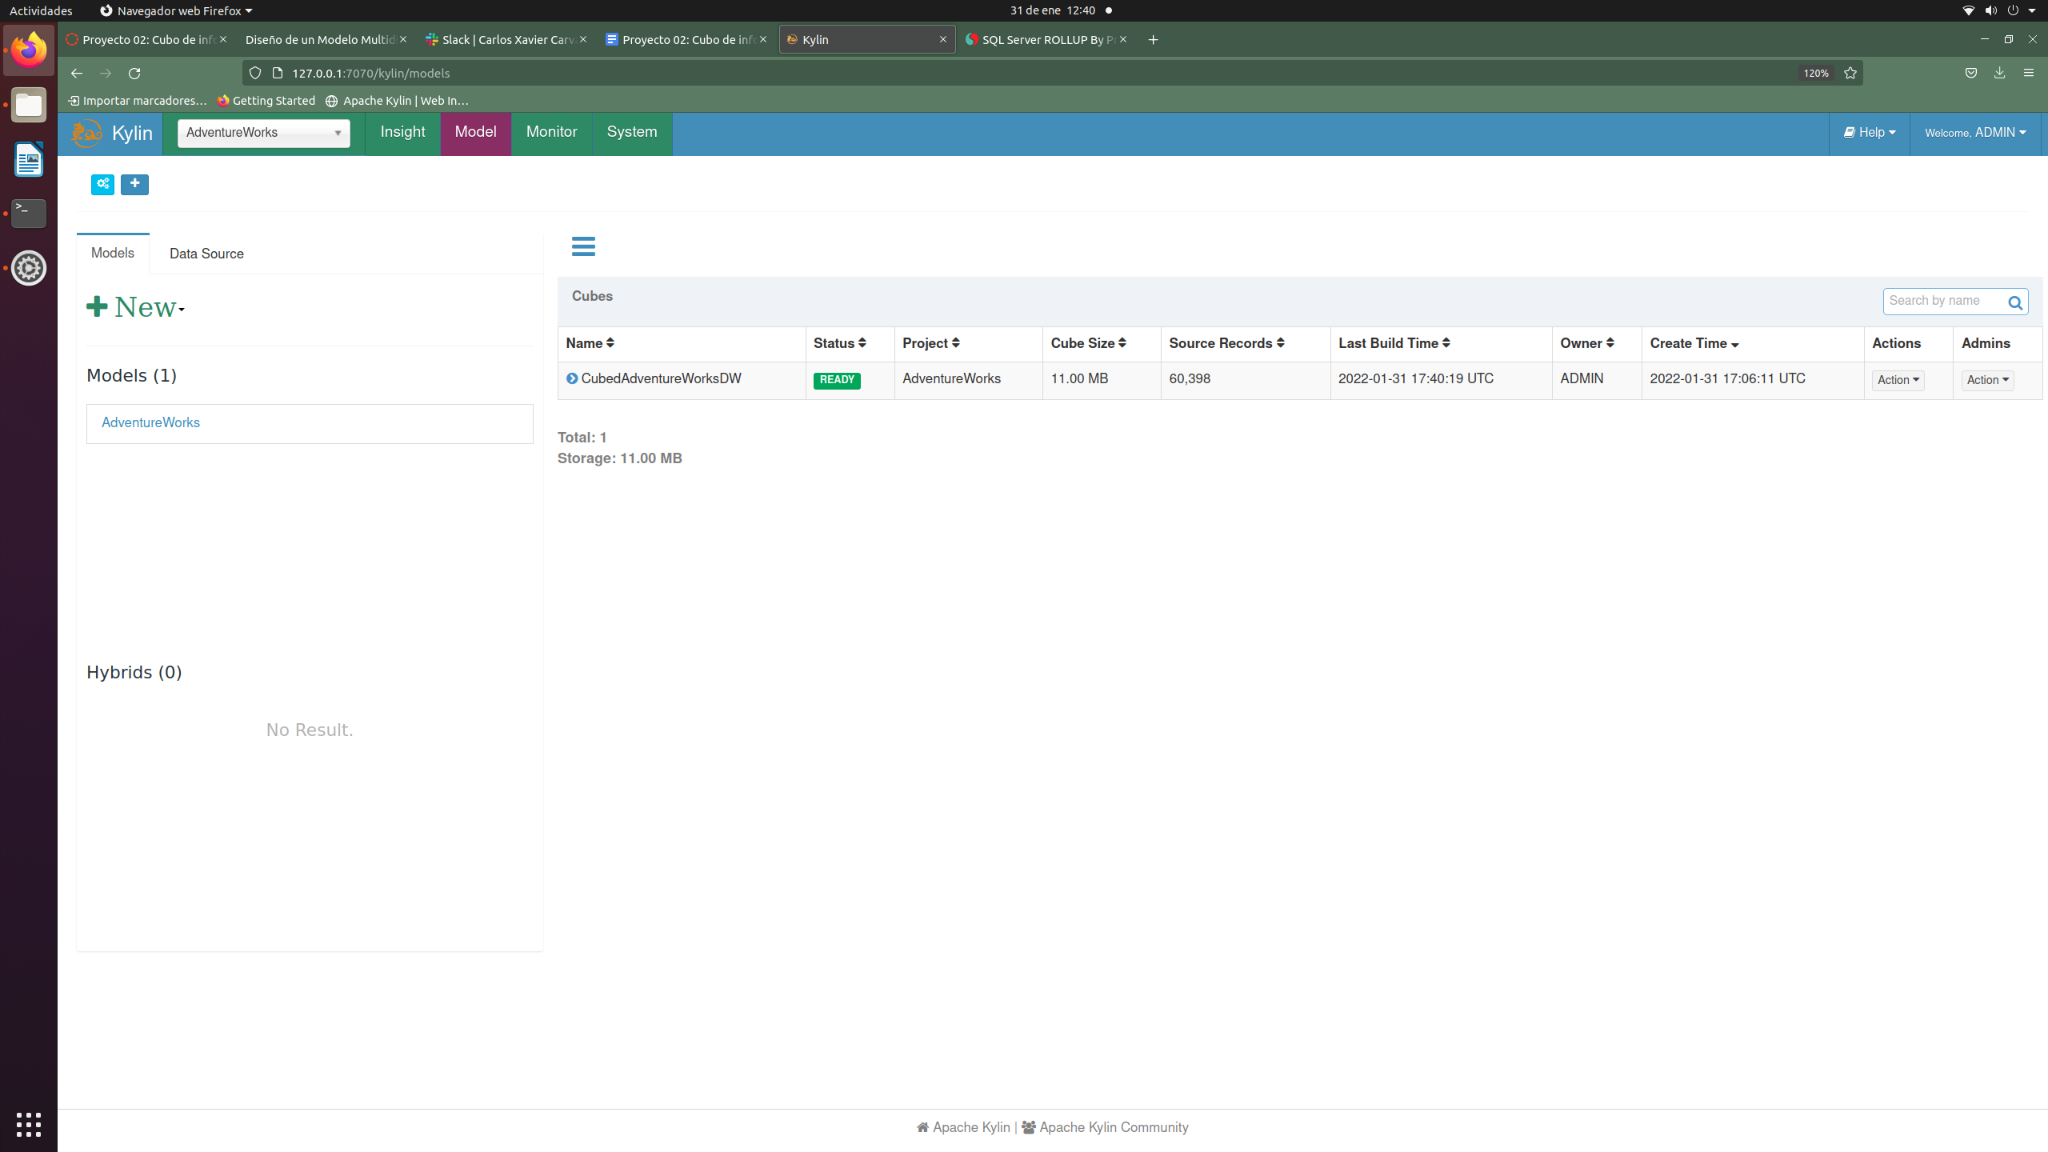 Actividades Navegador web Firefox 31 de ene 12:40
Proyecto 02: Cubo de inf Diseño de un Modelo Multid Slack | Carlos Xavier Carv Proyecto 02: Cubo de inf Kylin SQL Server ROLLUP By P
127.0.0.1:7070/kylin/models 120%
Importar marcadores... Getting Started Apache Kylin | Web In...
Kylin AdventureWorks Insight Model Monitor System Help Welcome, ADMIN
Models Data Source
New
Models (1)
AdventureWorks
Hybrids (0)
No Result.
Cubes Search by name
Name Status Project Cube Size Source Records Last Build Time Owner Create Time Actions Admins
CubedAdventureWorksDW READY AdventureWorks 11.00 MB 60,398 2022-01-31 17:40:19 UTC ADMIN 2022-01-31 17:06:11 UTC Action Action
Total: 1
Storage: 11.00 MB
Apache Kylin | Apache Kylin Community